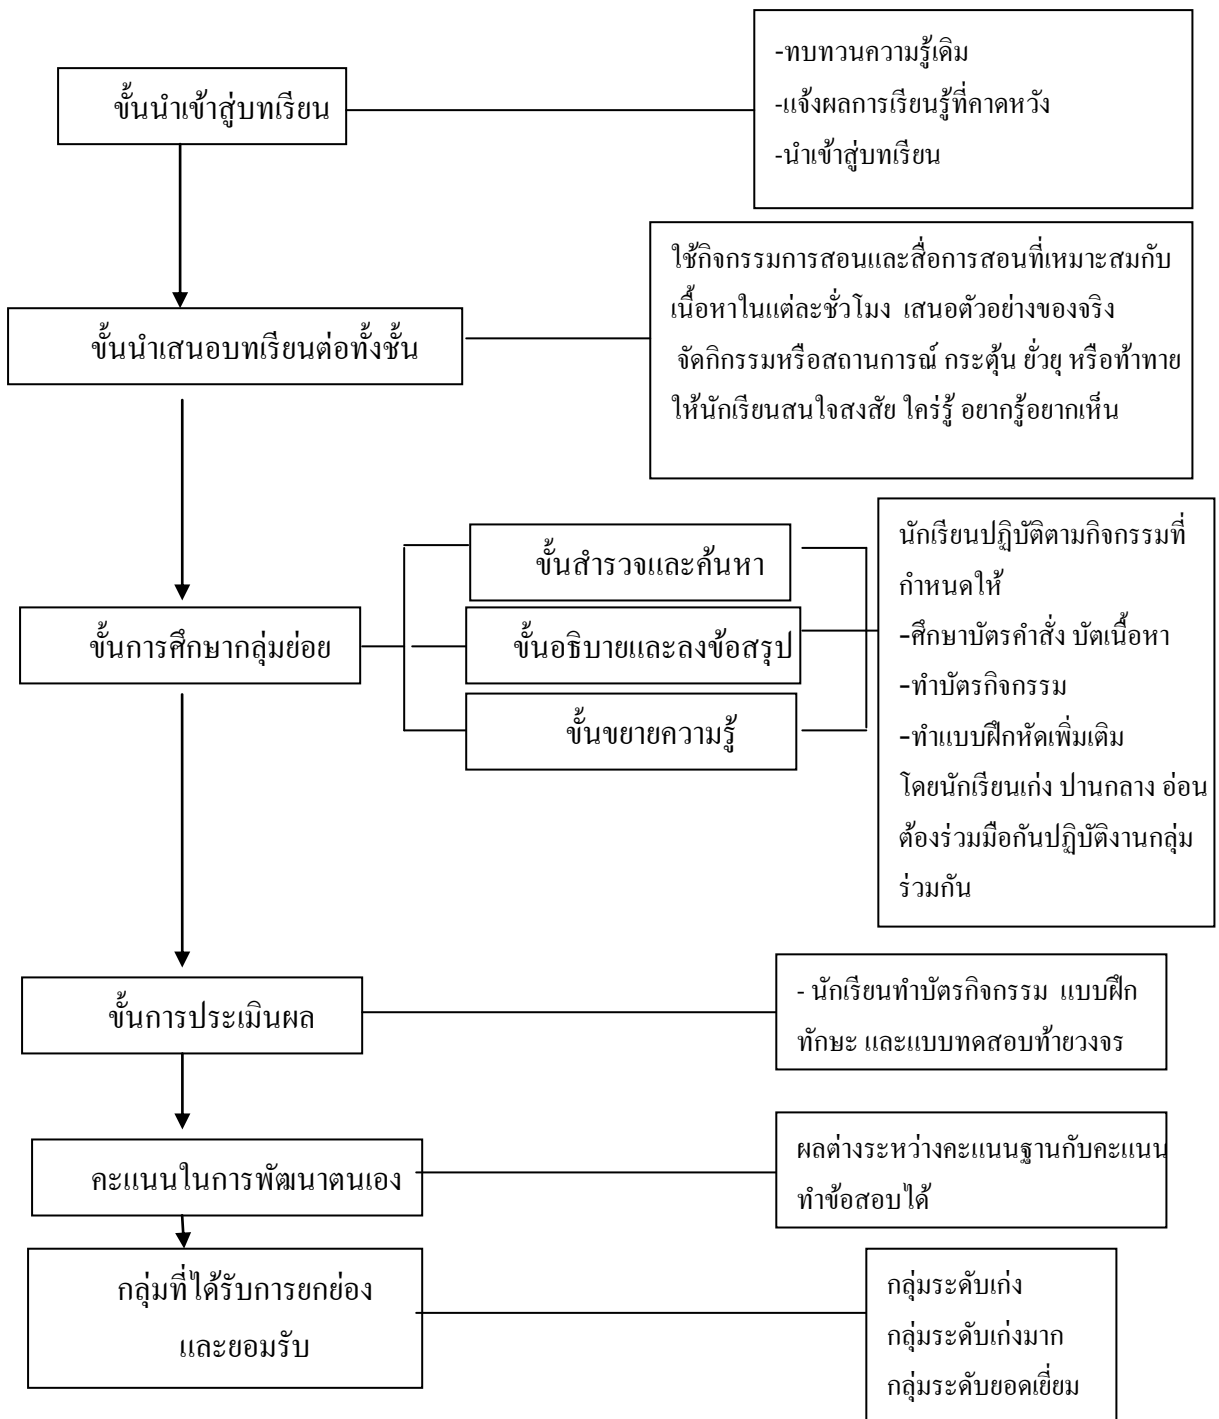 ขั้นนำเข้าสู่บทเรียน
-ทบทวนความรู้เดิม
-แจ้งผลการเรียนรู้ที่คาดหวัง
-นำเข้าสู่บทเรียน
ขั้นนำเสนอบทเรียนต่อทั้งชั้น
ใช้กิจกรรมการสอนและสื่อการสอนที่เหมาะสมกับ
เนื้อหาในแต่ละชั่วโมง เสนอตัวอย่างของจริง
จัดกิกรรมหรือสถานการณ์ กระตุ้น ยั่วยุ หรือท้าทาย
ให้นักเรียนสนใจสงสัย ใคร่รู้ อยากรู้อยากเห็น
ขั้นการศึกษากลุ่มย่อย
ขั้นสำรวจและค้นหา
ขั้นอธิบายและลงข้อสรุป
ขั้นขยายความรู้
นักเรียนปฏิบัติตามกิจกรรมที่
กำหนดให้
-ศึกษาบัตรคำสั่ง บัตเนื้อหา
-ทำบัตรกิจกรรม
-ทำแบบฝึกหัดเพิ่มเติม
โดยนักเรียนเก่ง ปานกลาง อ่อน
ต้องร่วมมือกันปฏิบัติงานกลุ่ม
ร่วมกัน
ขั้นการประเมินผล
- นักเรียนทำบัตรกิจกรรม แบบฝึก
ทักษะ และแบบทดสอบท้ายวงจร
คะแนนในการพัฒนาตนเอง
ผลต่างระหว่างคะแนนฐานกับคะแนน
ทำข้อสอบได้
กลุ่มที่ได้รับการยกย่อง
และยอมรับ
กลุ่มระดับเก่ง
กลุ่มระดับเก่งมาก
กลุ่มระดับยอดเยี่ยม